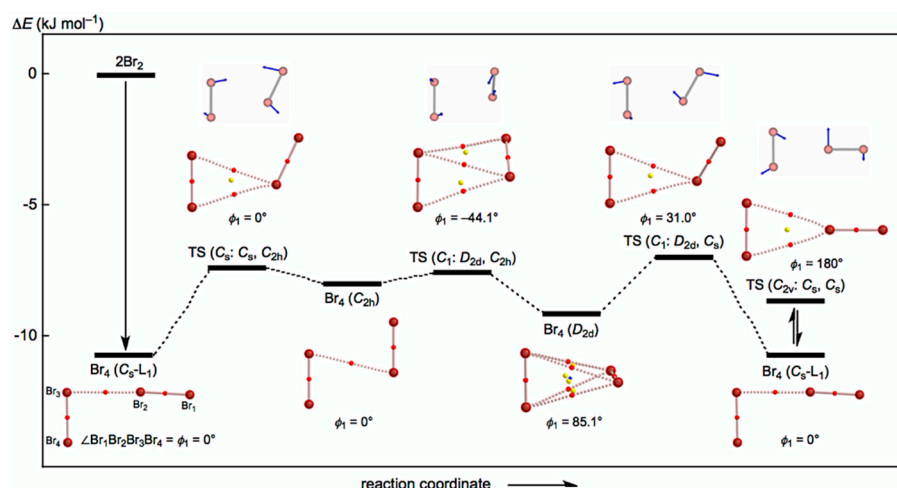 ΔE (kJ mol⁻¹)
0
−5
−10
2Br₂
ϕ₁ = 0°
ϕ₁ = −44.1°
ϕ₁ = 31.0°
ϕ₁ = 180°
TS (Cₛ: Cₛ, C₂ₕ)
TS (C₁: D₂d, C₂ₕ)
TS (C₁: D₂d, Cₛ)
TS (C₂ᵥ: Cₛ, Cₛ)
Br₄ (C₂ₕ)
Br₄ (D₂d)
Br₄ (Cₛ-L₁)
Br₄ (Cₛ-L₁)
Br₃
Br₂
Br₁
Br₄
∠Br₁Br₂Br₃Br₄ = ϕ₁ = 0°
ϕ₁ = 0°
ϕ₁ = 85.1°
ϕ₁ = 0°
reaction coordinate